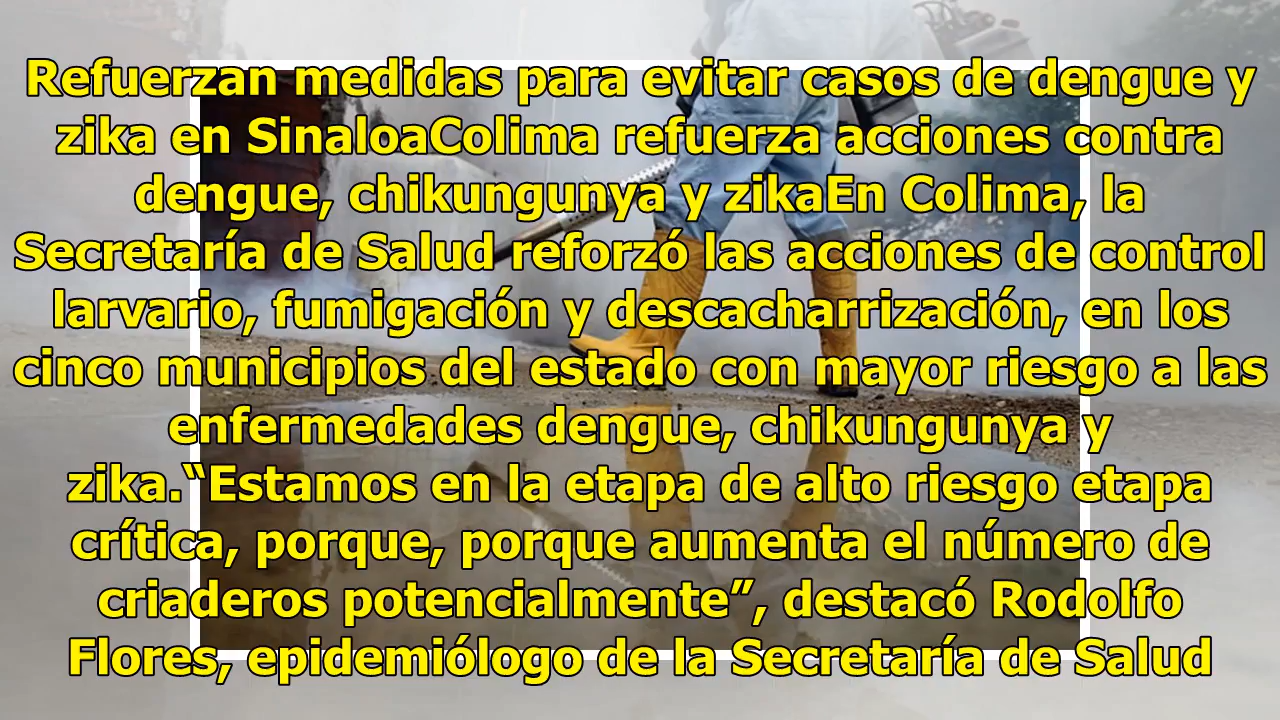 Refuerzan medidas para evitar casos de dengue y
zika en SinaloaColima refuerza acciones contra
dengue, chikungunya y zikaEn Colima, la
Secretaría de Salud reforzó las acciones de control
larvario, fumigación y descacharrización, en los
cinco municipios del estado con mayor riesgo a las
enfermedades dengue, chikungunya y
zika.“Estamos en la etapa de alto riesgo etapa
crítica, porque, porque aumenta el número de
criaderos potencialmente”, destacó Rodolfo
Flores, epidemiólogo de la Secretaría de Salud